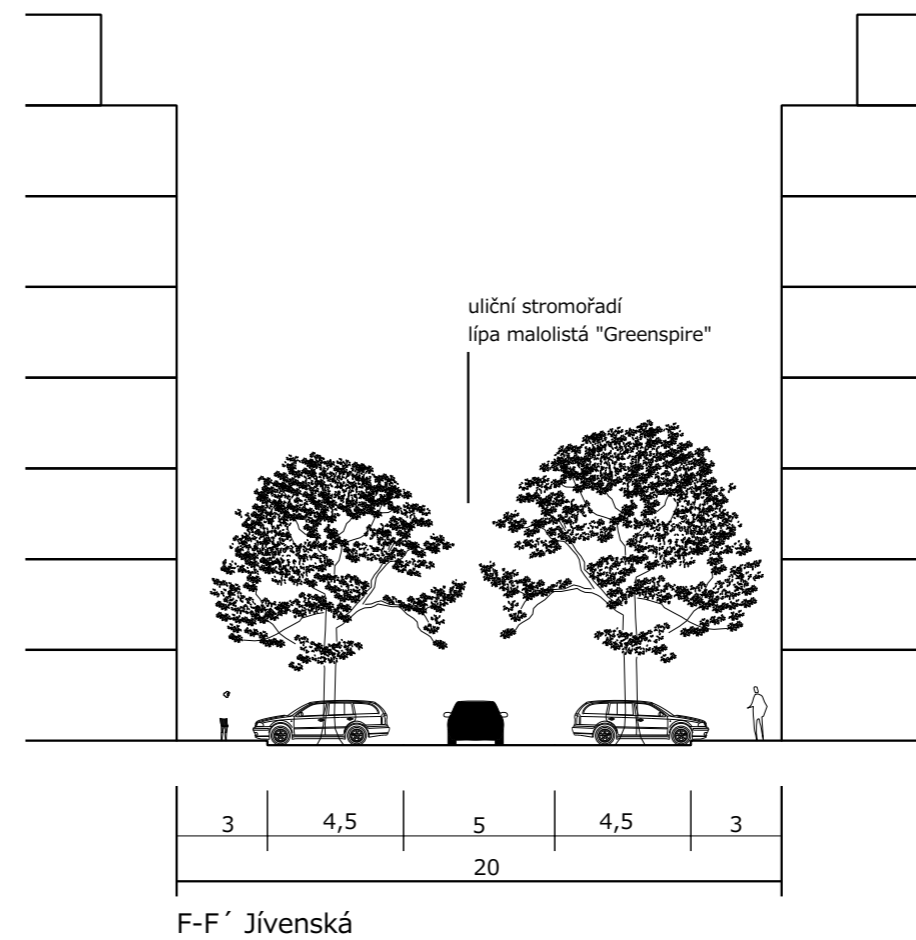 uliční stromořadí
lípa malolistá "Greenspire"
3 4,5 5 4,5 3
20
F-F´ Jívenská